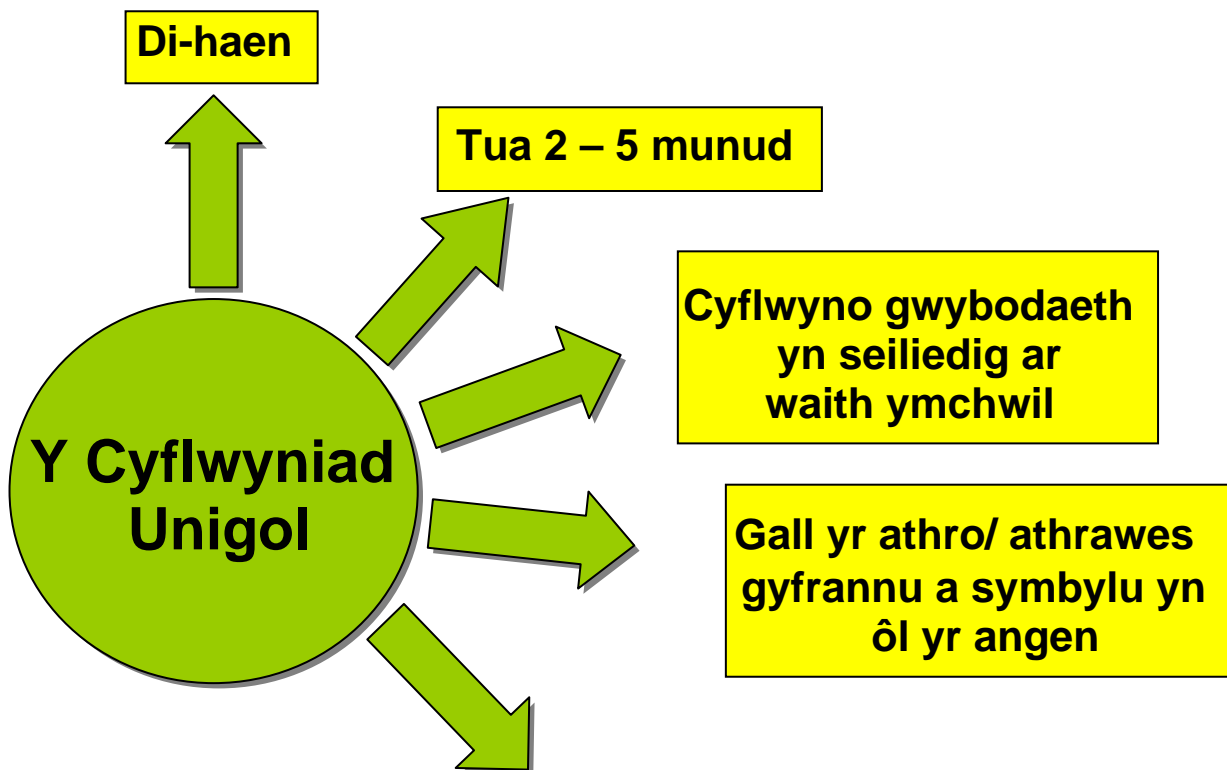 Di-haen
Tua 2 – 5 munud
Cyflwyno gwybodaeth
yn seiliedig ar
waith ymchwil
Y Cyflwyniad
Unigol
Gall yr athro/ athrawes
gyfrannu a symbylu yn
ôl yr angen